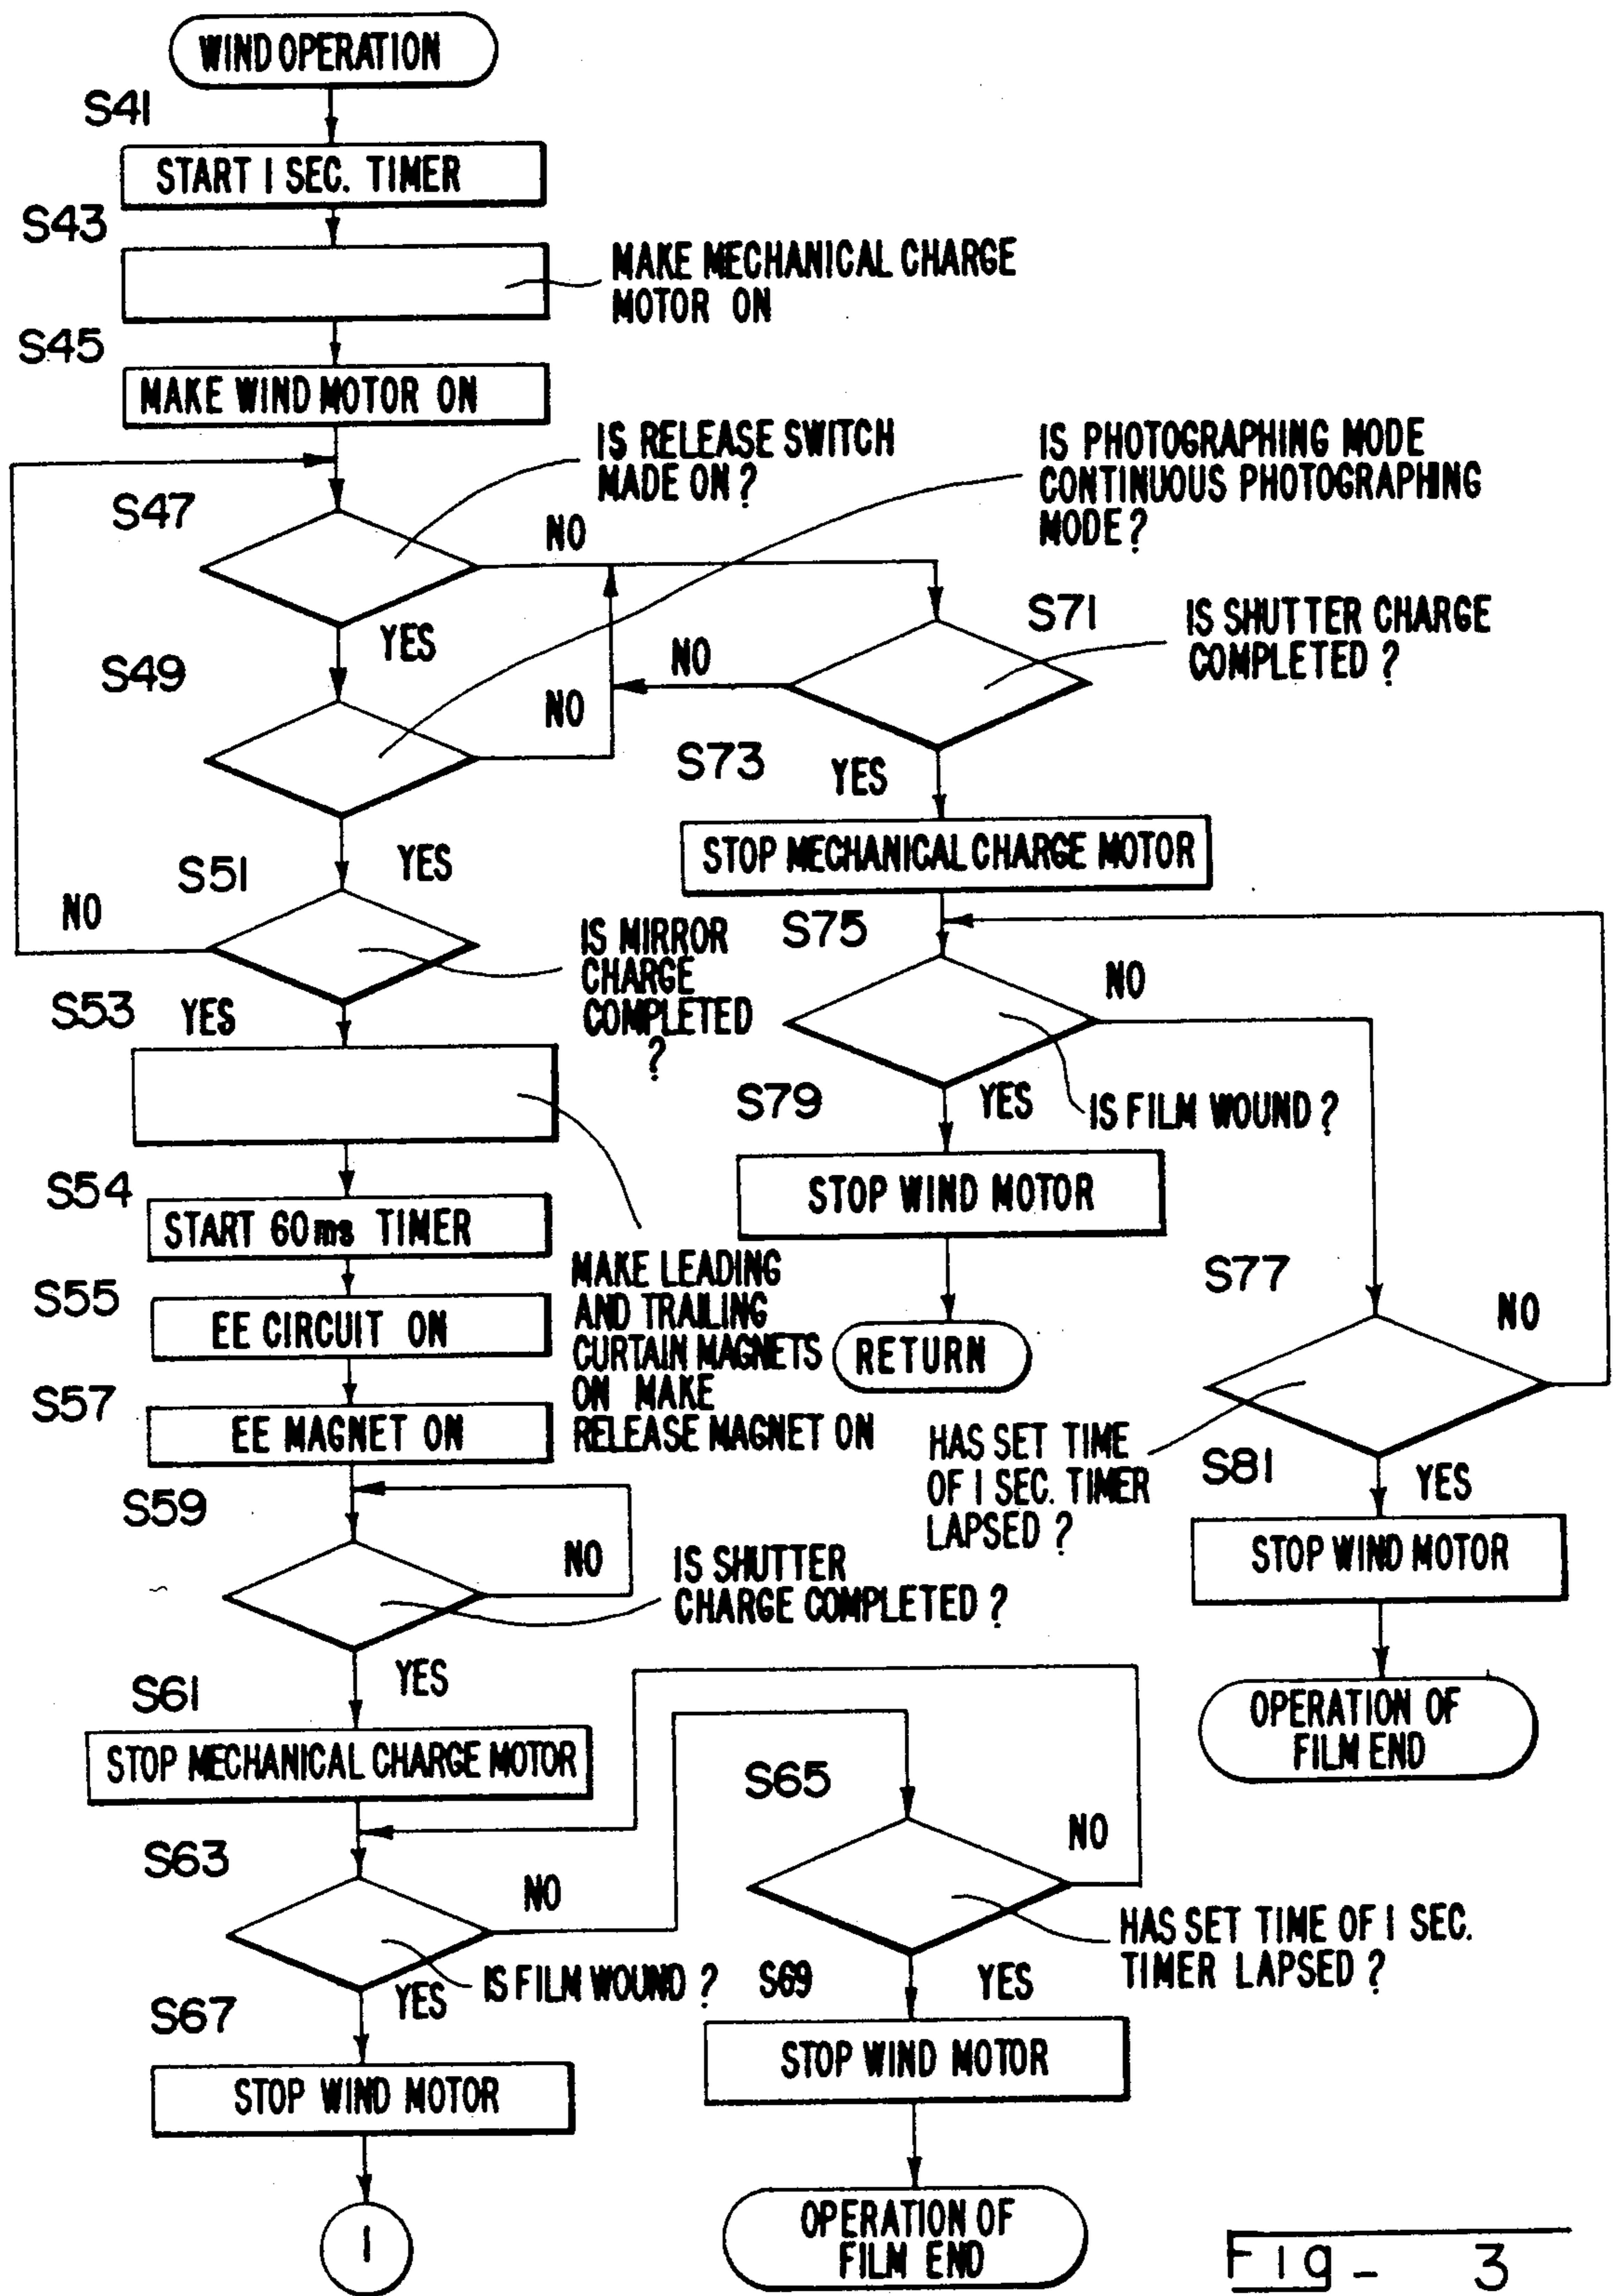 WIND OPERATION
S41
START 1 SEC. TIMER
S43
MAKE MECHANICAL CHARGE
MOTOR ON
S45
MAKE WIND MOTOR ON
IS RELEASE SWITCH
MADE ON?
IS PHOTOGRAPHING MODE
CONTINUOUS PHOTOGRAPHING
MODE?
S47
NO
YES
S71
IS SHUTTER CHARGE
COMPLETED ?
NO
S49
NO
YES
S73
YES
STOP MECHANICAL CHARGE MOTOR
S51
NO
IS MIRROR
CHARGE
COMPLETED
?
S75
NO
S53
YES
IS FILM WOUND ?
S79
YES
STOP WIND MOTOR
RETURN
S54
START 60ms TIMER
MAKE LEADING
AND TRAILING
CURTAIN MAGNETS
ON MAKE
RELEASE MAGNET ON
S55
EE CIRCUIT ON
S57
EE MAGNET ON
S77
NO
HAS SET TIME
OF 1 SEC. TIMER
LAPSED ?
S81
YES
STOP WIND MOTOR
OPERATION OF
FILM END
S59
NO
IS SHUTTER
CHARGE COMPLETED ?
YES
S61
STOP MECHANICAL CHARGE MOTOR
S63
NO
IS FILM WOUND ?
YES
S65
NO
HAS SET TIME OF 1 SEC.
TIMER LAPSED ?
S69
YES
STOP WIND MOTOR
OPERATION OF
FILM END
S67
STOP WIND MOTOR
1
Fig - 3